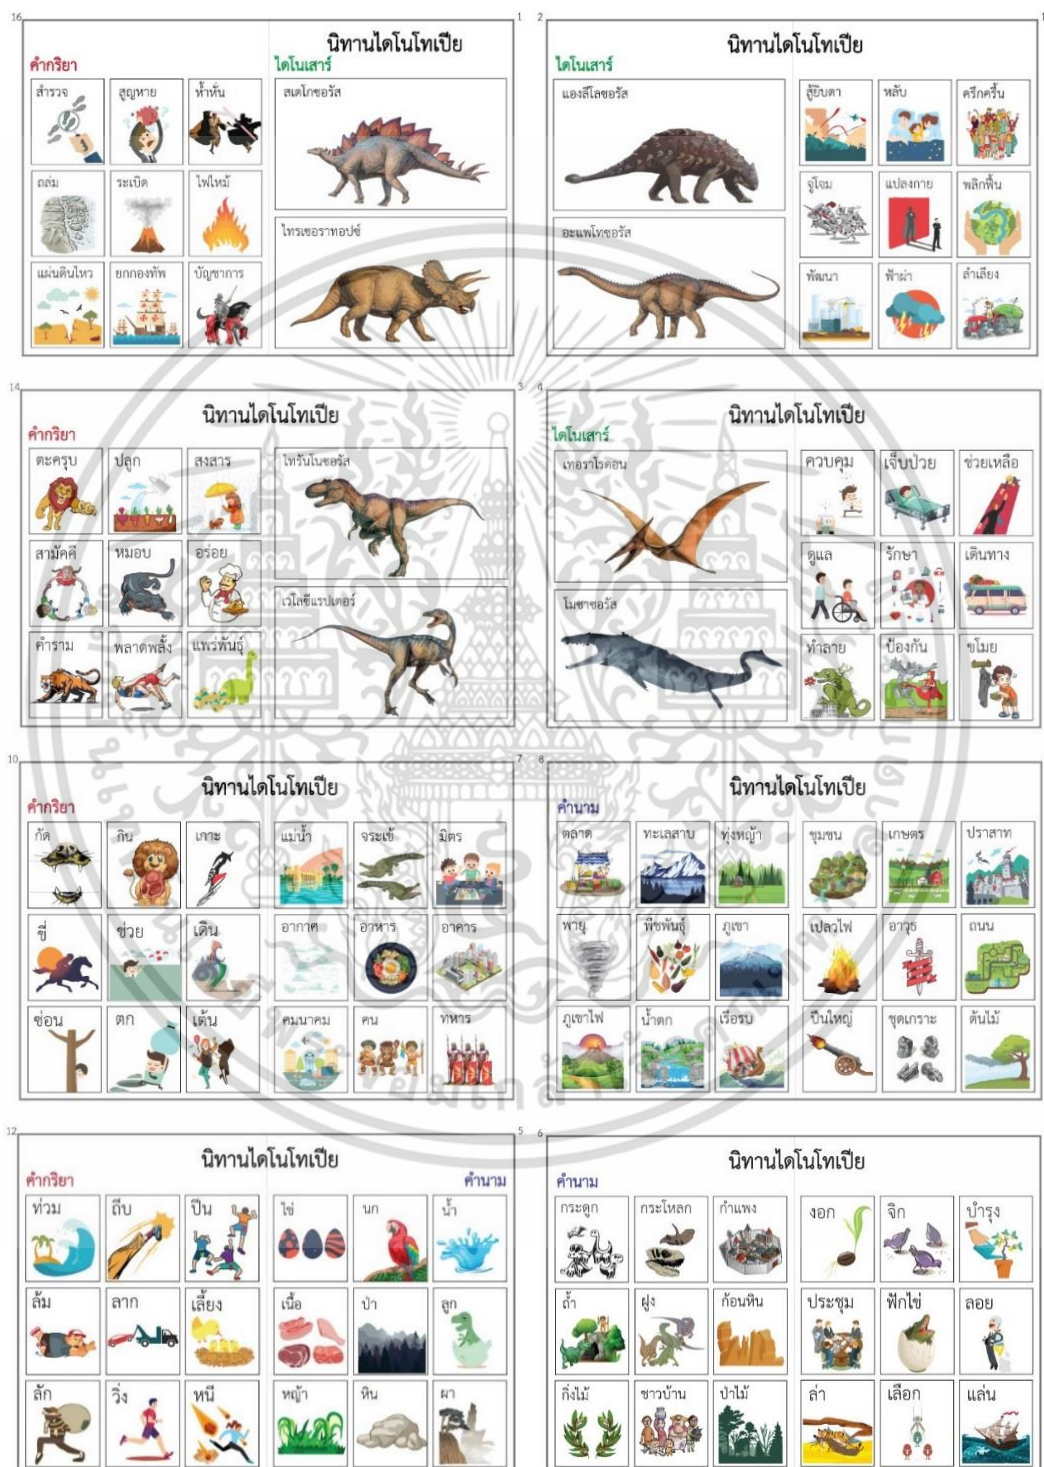 16
1
นิทานไดโนโทเปีย
คำกริยา
ไดโนเสาร์
สำรวจ
สูญหาย
ห้ำหั่น
สเตโกซอรัส
ถล่ม
ระเบิด
ไฟไหม้
ไทรเซอราทอปซ์
แผ่นดินไหว
ยกกองทัพ
บัญชาการ
2
1
นิทานไดโนโทเปีย
ไดโนเสาร์
แองลีโลซอรัส
สู้ยิบตา
หลับ
ครึกครื้น
จู่โจม
แปลงกาย
พลิกฟื้น
อะแพโทซอรัส
พัฒนา
ฟ้าผ่า
ลำเลียง
14
3
นิทานไดโนโทเปีย
คำกริยา
ตะครุบ
ปลูก
สงสาร
ไทรันโนซอรัส
สามัคคี
หมอบ
อร่อย
เวโลซีแรปเตอร์
คำราม
พลาดพลั้ง
แพร่พันธุ์
4
นิทานไดโนโทเปีย
ไดโนเสาร์
เทอราโรดอน
ควบคุม
เจ็บป่วย
ช่วยเหลือ
ดูแล
รักษา
เดินทาง
โมซาซอรัส
ทำลาย
ป้องกัน
ขโมย
10
7
นิทานไดโนโทเปีย
คำกริยา
กัด
กิน
เกาะ
แม่น้ำ
จระเข้
มิตร
ขี่
ช่วย
เดิน
อากาศ
อาหาร
อาคาร
ซ่อน
ตก
เต้น
คมนาคม
คน
ทหาร
8
นิทานไดโนโทเปีย
คำนาม
ตลาด
ทะเลสาบ
ทุ่งหญ้า
ชุมชน
เกษตร
ปราสาท
พายุ
พืชพันธุ์
ภูเขา
เปลวไฟ
อาวุธ
ถนน
ภูเขาไฟ
น้ำตก
เรือรบ
ปืนใหญ่
ชุดเกราะ
ต้นไม้
12
5
นิทานไดโนโทเปีย
คำกริยา
คำนาม
ท่วม
ถีบ
ปีน
ไข่
นก
น้ำ
ล้ม
ลาก
เลี้ยง
เนื้อ
ป่า
ลูก
ลัก
วิ่ง
หนี
หญ้า
หิน
ผา
6
นิทานไดโนโทเปีย
คำนาม
กระดูก
กระโหลก
กำแพง
งอก
จิก
บำรุง
ถ้ำ
ฝูง
ก้อนหิน
ประชุม
ฟักไข่
ลอย
กิ่งไม้
ชาวบ้าน
ป่าไม้
ล่า
เลือก
แล่น